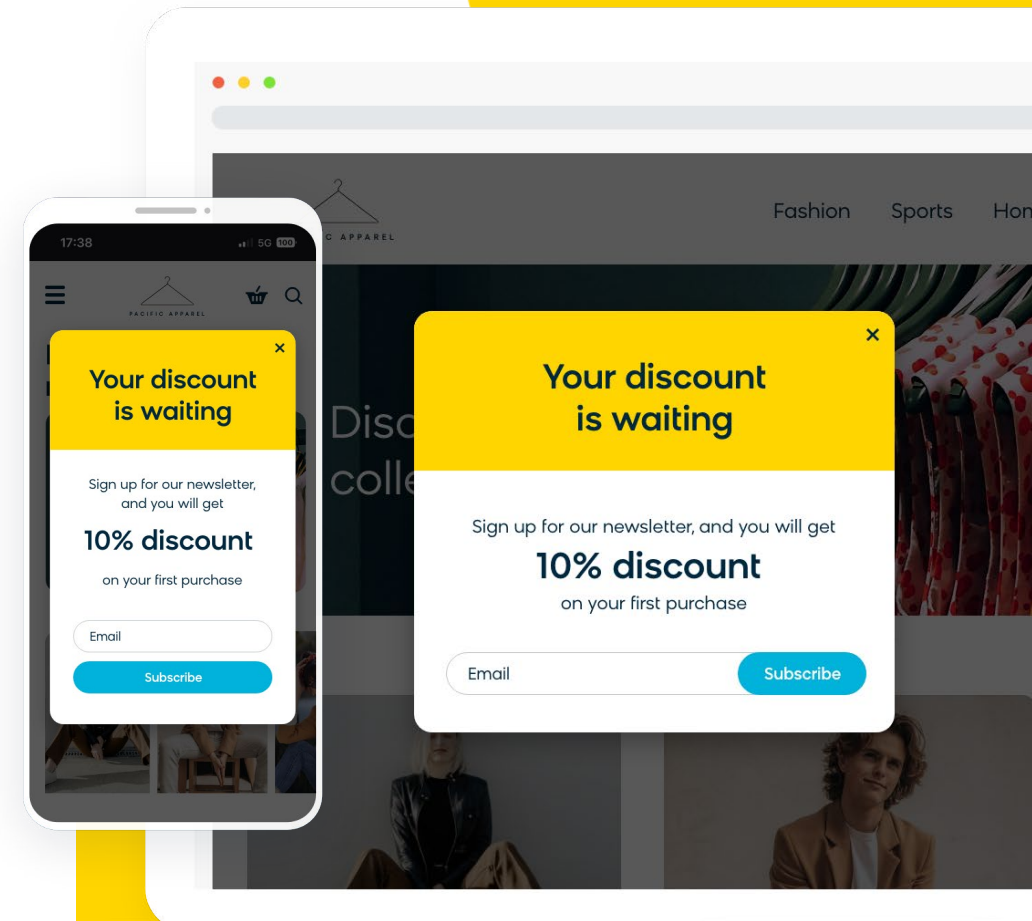 17:38
5G 100
PACIFIC APPAREL
Your discount
is waiting
Sign up for our newsletter,
and you will get
10% discount
on your first purchase
Email
Subscribe
C APPAREL
Fashion Sports Hom
Disc
colle
Your discount
is waiting
Sign up for our newsletter, and you will get
10% discount
on your first purchase
Email Subscribe